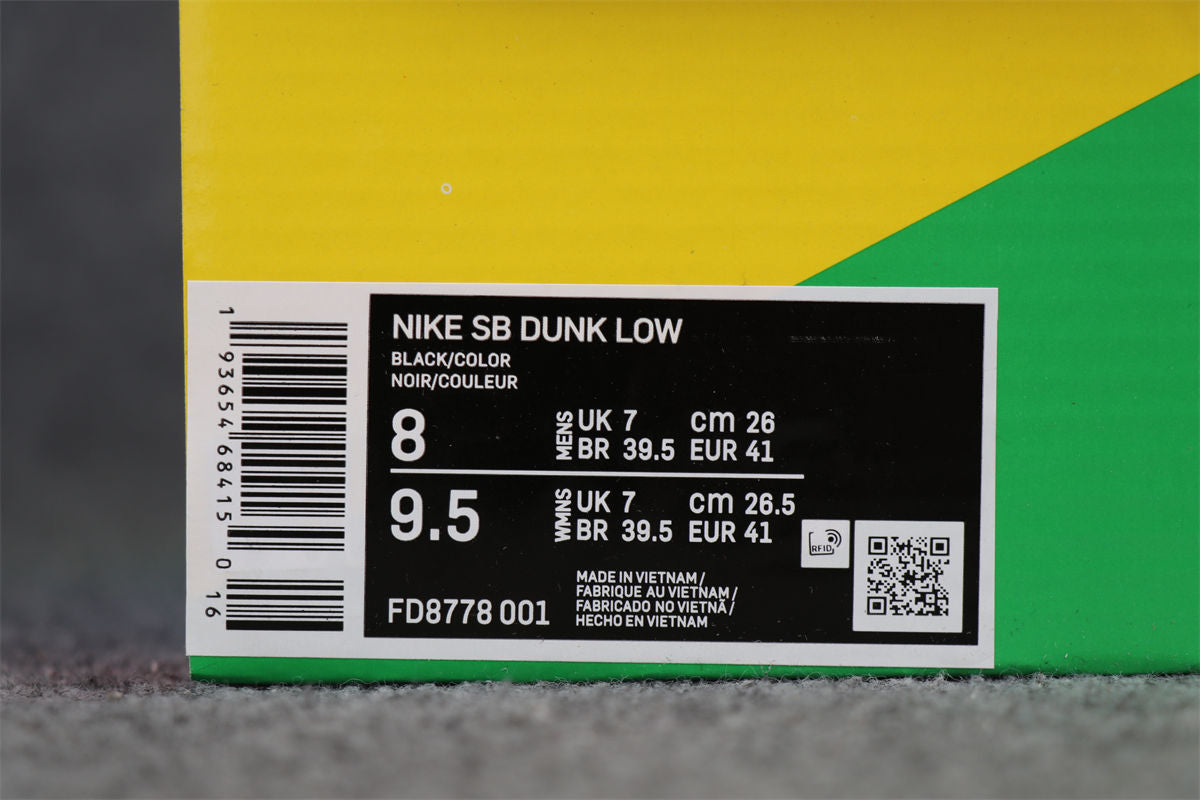 1 93654 68415 0
16
NIKE SB DUNK LOW
BLACK/COLOR
NOIR/COULEUR
8
MENS
UK 7 cm 26
BR 39.5 EUR 41
9.5
WMNS
UK 7 cm 26.5
BR 39.5 EUR 41
RFID
FD8778 001
MADE IN VIETNAM /
FABRIQUE AU VIETNAM /
FABRICADO NO VIETNÃ /
HECHO EN VIETNAM